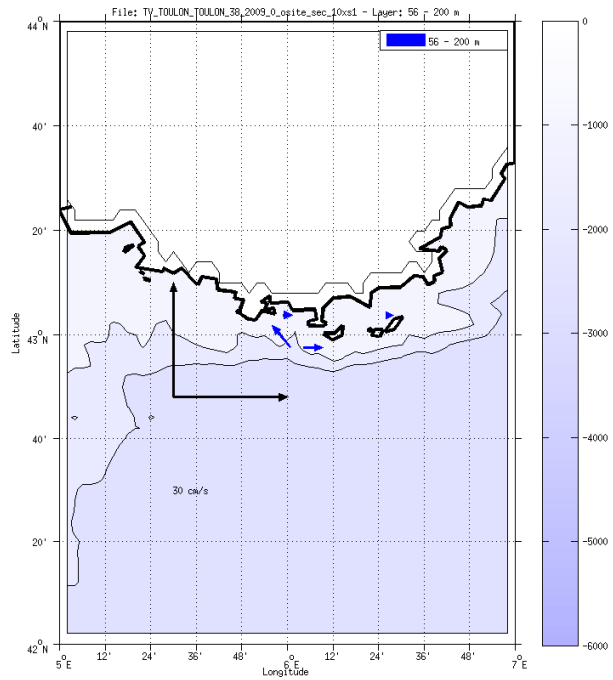 File: TV_TOULON_TOULON_38_2009_0_osite_sec_10xs1 - Layer: 56 - 200 m
56 - 200 m
44 N
40'
20'
43 N
40'
20'
42 N
Latitude
30 cm/s
5 E
12'
24'
36'
48'
6 E
12'
24'
36'
48'
7 E
Longitude
0
-1000
-2000
-3000
-4000
-5000
-6000